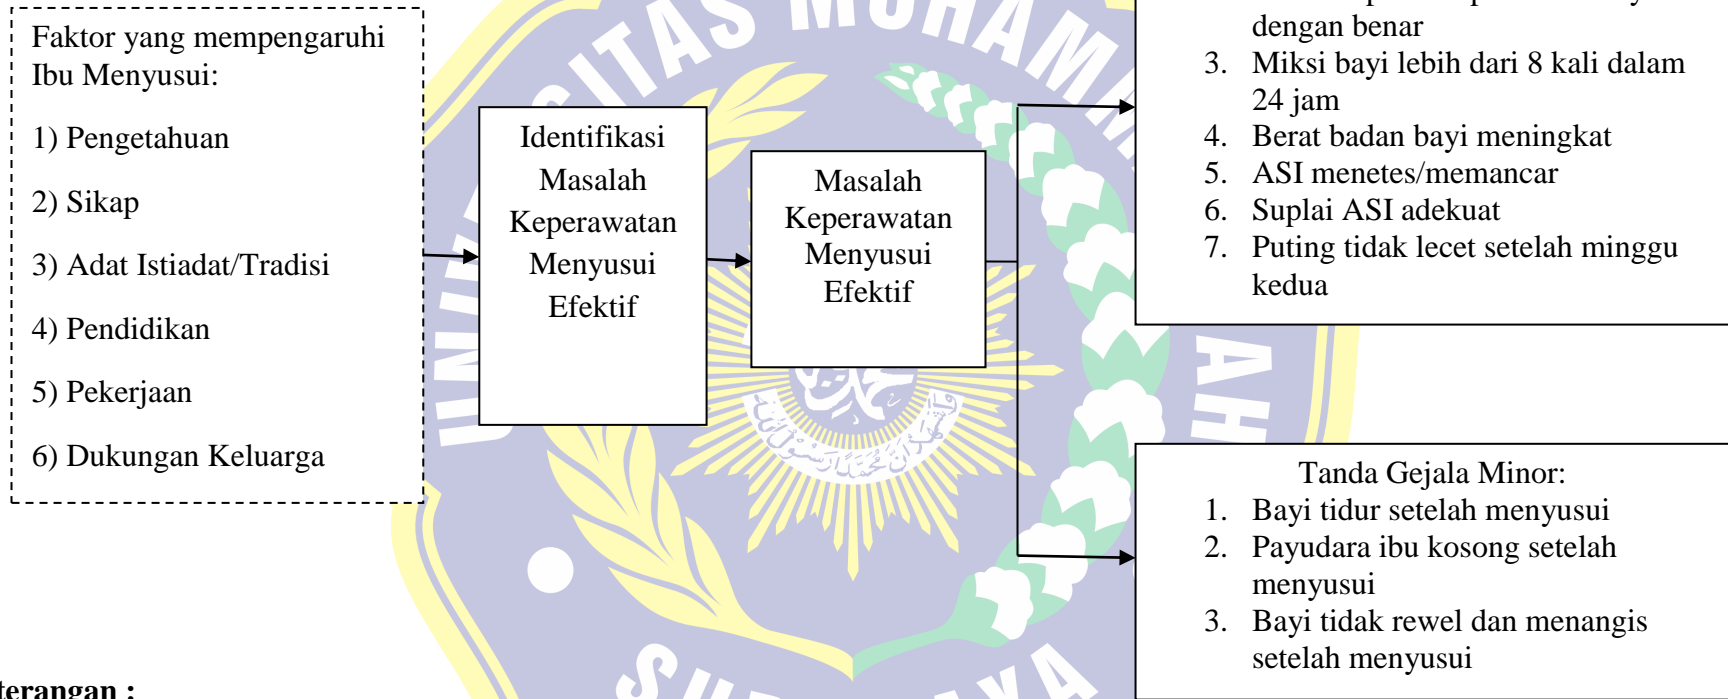 Faktor yang mempengaruhi
Ibu Menyusui:
1) Pengetahuan
2) Sikap
3) Adat Istiadat/Tradisi
4) Pendidikan
5) Pekerjaan
6) Dukungan Keluarga
Identifikasi
Masalah
Keperawatan
Menyusui
Efektif
Masalah
Keperawatan
Menyusui
Efektif
dengan benar
3. Miksi bayi lebih dari 8 kali dalam
24 jam
4. Berat badan bayi meningkat
5. ASI menetes/memancar
6. Suplai ASI adekuat
7. Puting tidak lecet setelah minggu
kedua
Tanda Gejala Minor:
1. Bayi tidur setelah menyusui
2. Payudara ibu kosong setelah
menyusui
3. Bayi tidak rewel dan menangis
setelah menyusui
terangan :